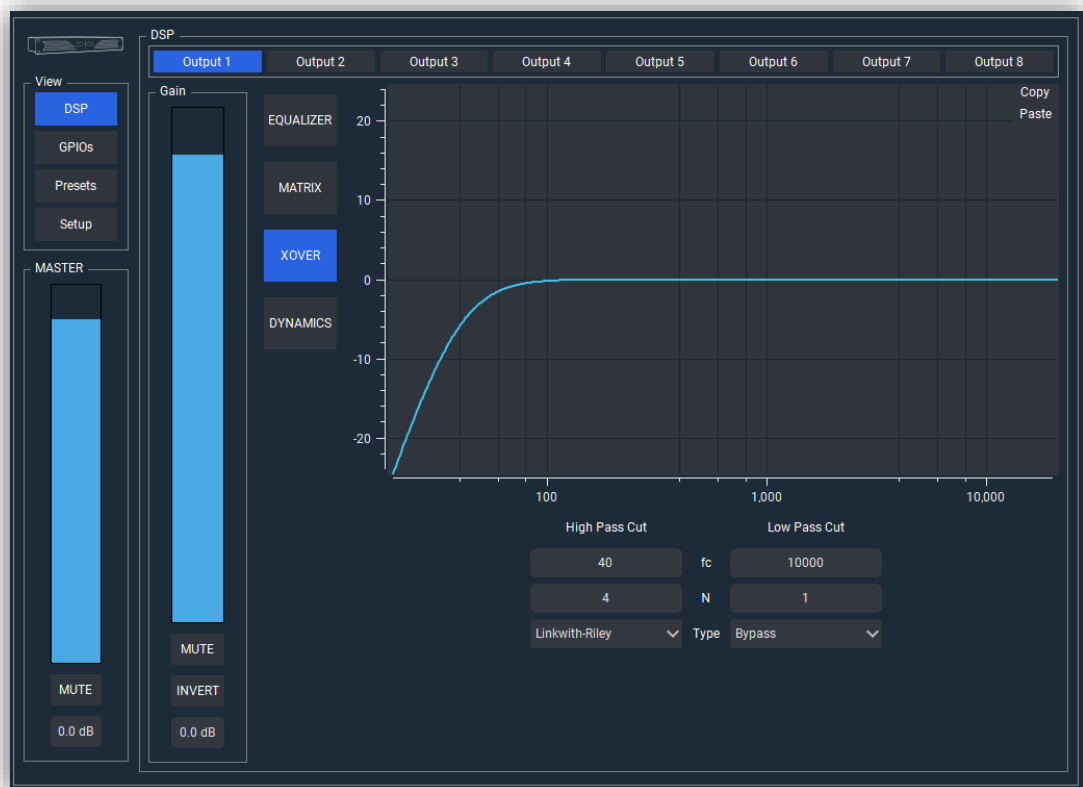 DSP
Output 1 Output 2 Output 3 Output 4 Output 5 Output 6 Output 7 Output 8
View
DSP
GPIOs
Presets
Setup
MASTER
MUTE
0.0 dB
Gain
MUTE
INVERT
0.0 dB
EQUALIZER
MATRIX
XOVER
DYNAMICS
Copy
Paste
20
10
0
-10
-20
100 1,000 10,000
High Pass Cut Low Pass Cut
40 fc 10000
4 N 1
Linkwith-Riley Type Bypass